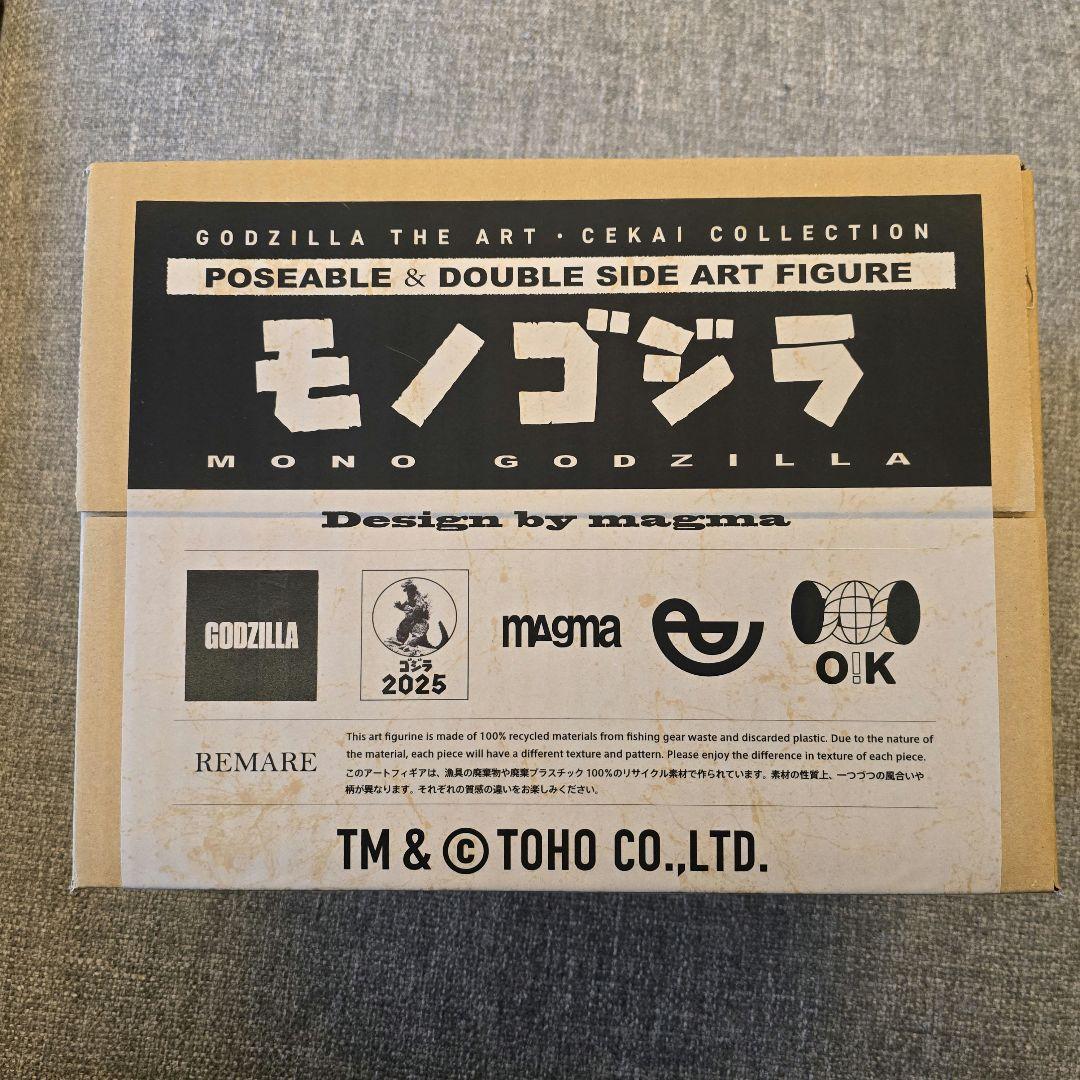 GODZILLA THE ART・CEKAI COLLECTION
POSEABLE & DOUBLE SIDE ART FIGURE
モノゴジラ
MONO GODZILLA
Design by magma
GODZILLA
ゴジラ
2025
magma
O!K
REMARE
This art figurine is made of 100% recycled materials from fishing gear waste and discarded plastic. Due to the nature of
the material, each piece will have a different texture and pattern. Please enjoy the difference in texture of each piece.
このアートフィギアは、漁具の廃棄物や廃棄プラスチック 100%のリサイクル素材で作られています。素材の性質上、一つづつの風合いや
柄が異なります。それぞれの質感の違いをお楽しみください。
TM & © TOHO CO.,LTD.